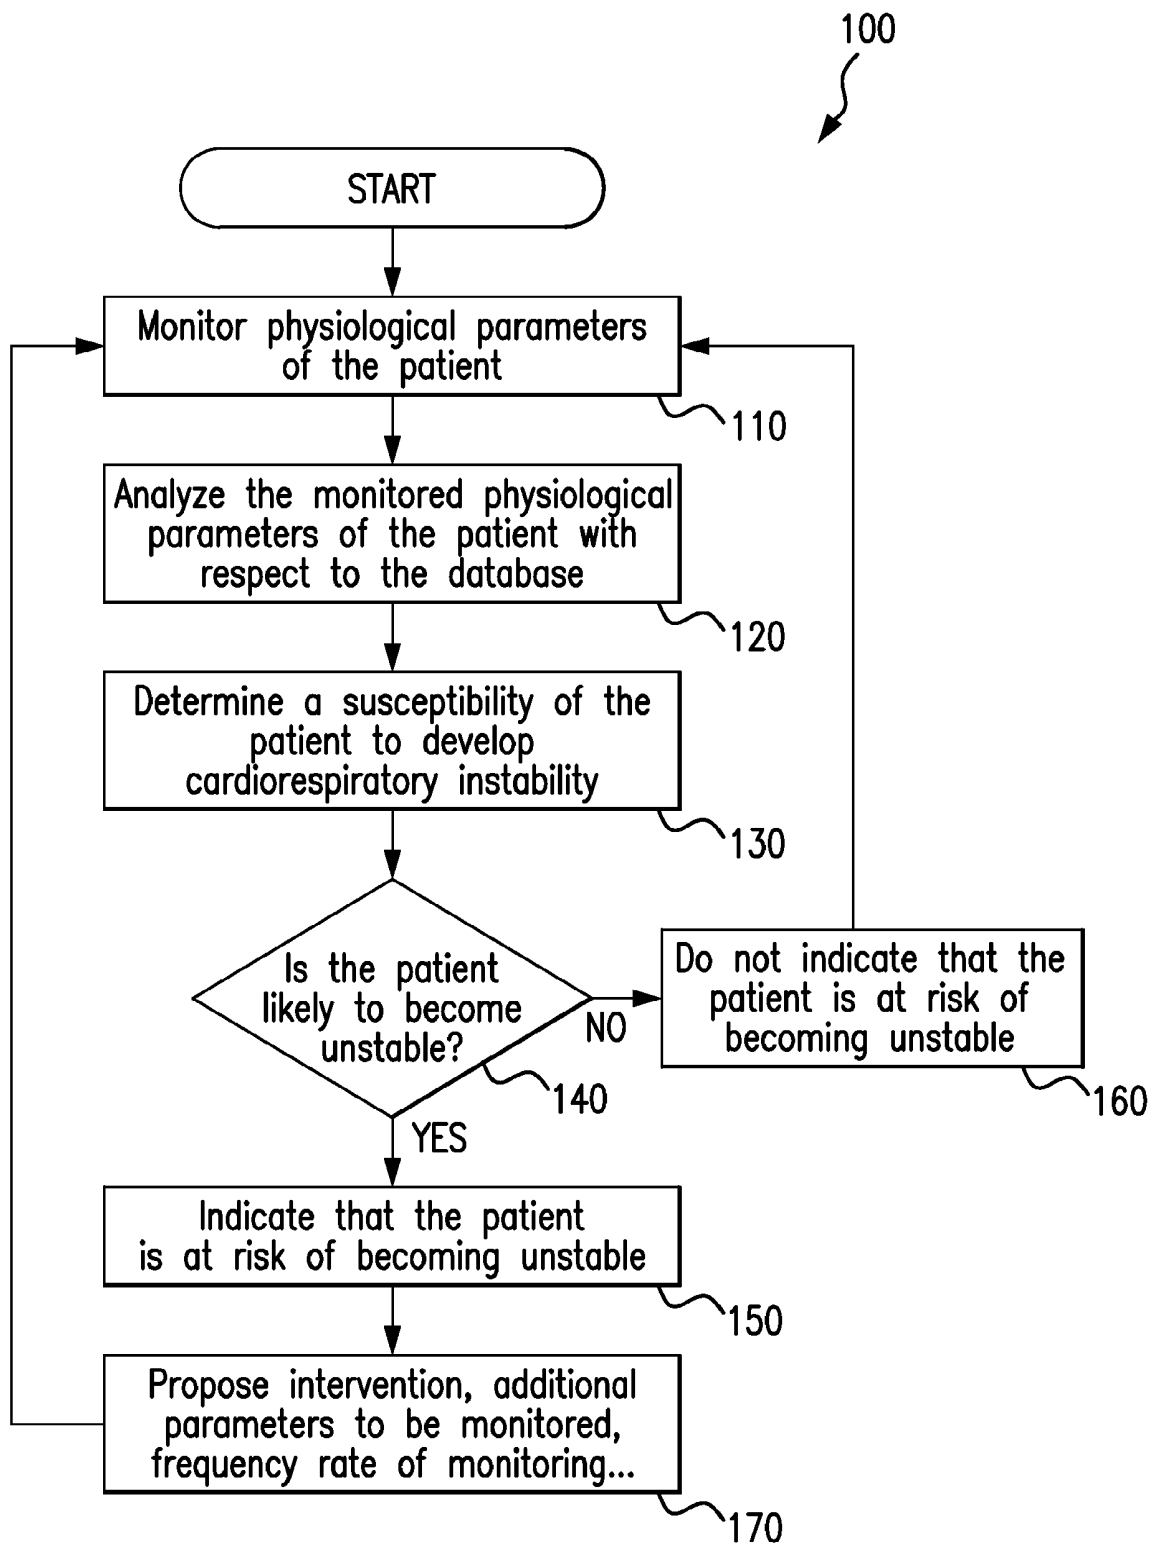 100
START
Monitor physiological parameters
of the patient
110
Analyze the monitored physiological
parameters of the patient with
respect to the database
120
Determine a susceptibility of the
patient to develop
cardiorespiratory instability
130
Is the patient
likely to become
unstable?
140
NO
Do not indicate that the
patient is at risk of
becoming unstable
160
YES
Indicate that the patient
is at risk of becoming unstable
150
Propose intervention, additional
parameters to be monitored,
frequency rate of monitoring...
170